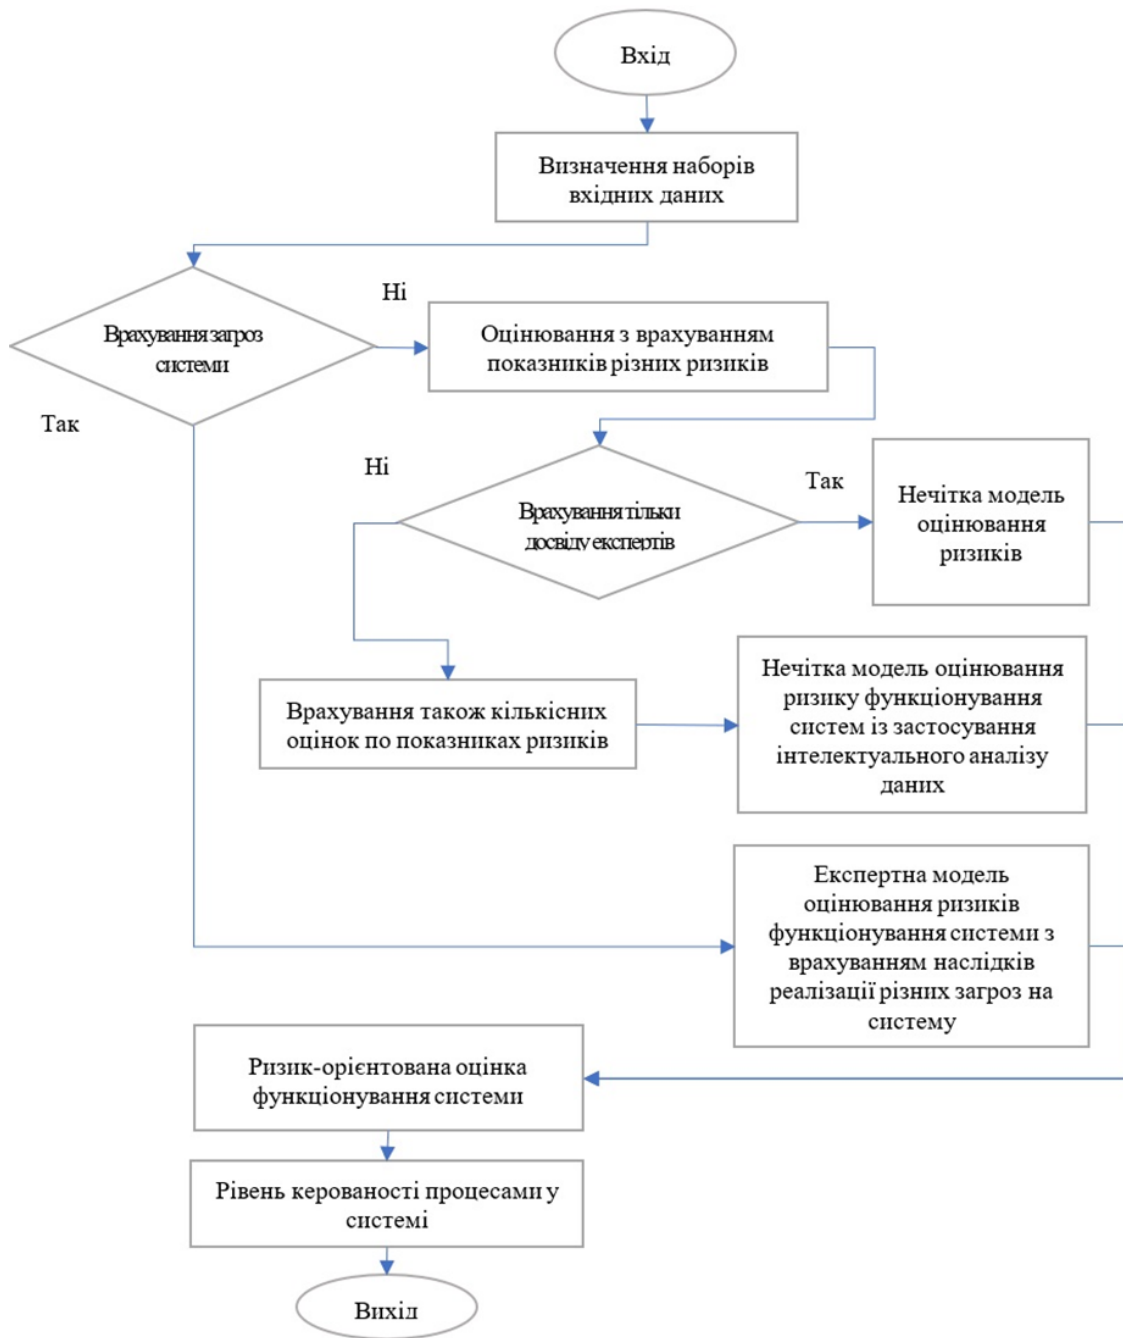 Вхід
Визначення наборів
вхідних даних
Ні
Врахування загроз
системи
Оцінювання з врахуванням
показників різних ризиків
Так
Ні
Врахування тільки
досвіду експертів
Так
Нечітка модель
оцінювання
ризиків
Врахування також кількісних
оцінок по показниках ризиків
Нечітка модель оцінювання
ризику функціонування
систем із застосування
інтелектуального аналізу
даних
Експертна модель
оцінювання ризиків
функціонування системи з
врахуванням наслідків
реалізації різних загроз на
систему
Ризик-орієнтована оцінка
функціонування системи
Рівень керованості процесами у
системі
Вихід